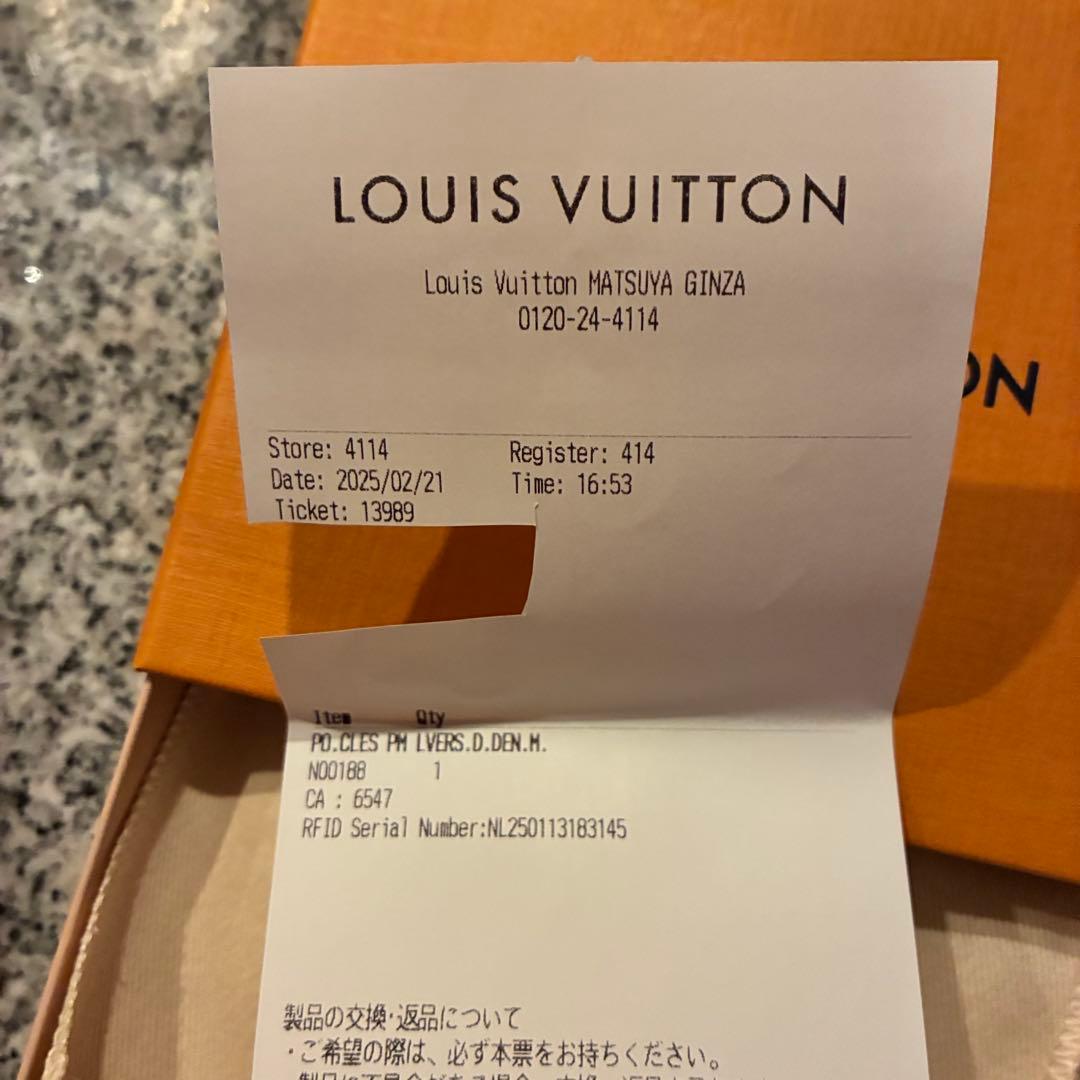 LOUIS VUITTON
Louis Vuitton MATSUYA GINZA
0120-24-4114
ON
Store: 4114 Register: 414
Date: 2025/02/21 Time: 16:53
Ticket: 13989
Item Qty
PO.CLES PM LVERS.D.DEN.M.
N00188 1
CA : 6547
RFID Serial Number:NL250113183145
製品の交換・返品について
・ご希望の際は、必ず本票をお持ちください。